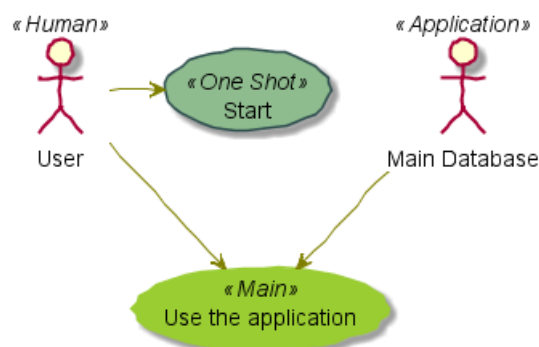 «Human»
User
«One Shot»
Start
«Application»
Main Database
«Main»
Use the application